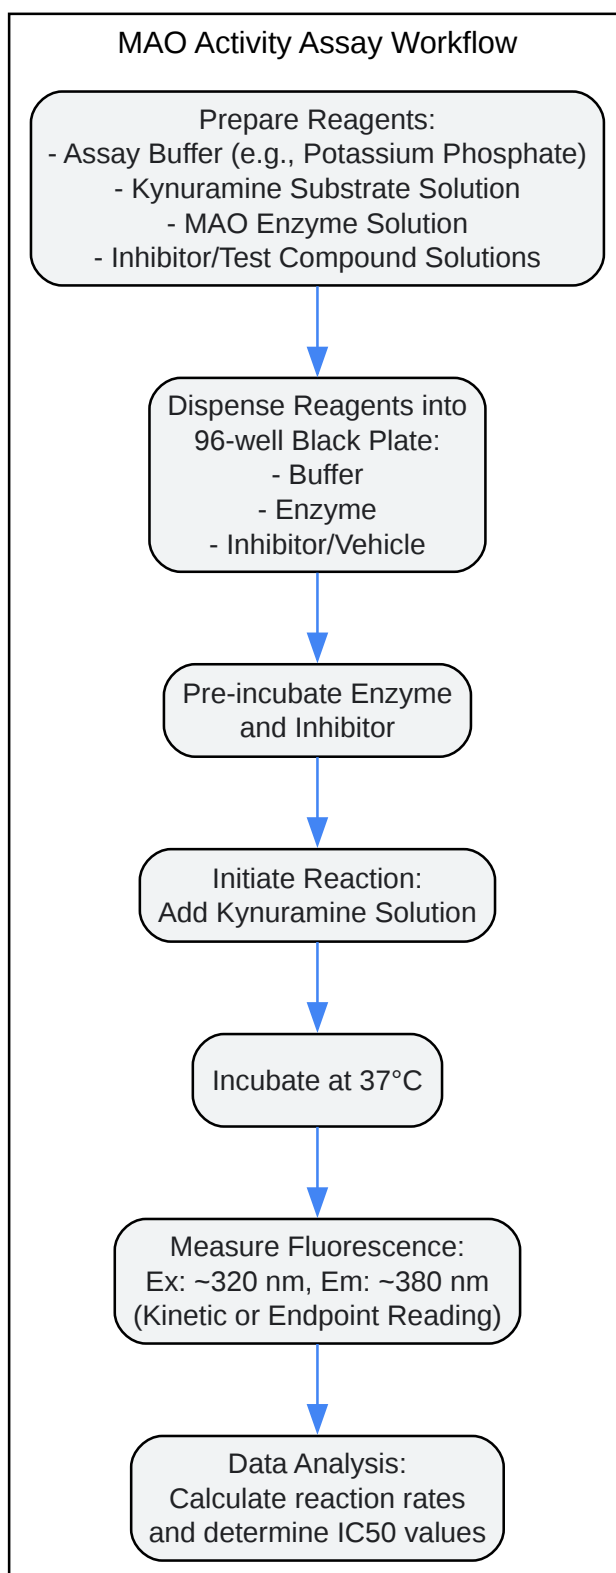 MAO Activity Assay Workflow
Prepare Reagents:
- Assay Buffer (e.g., Potassium Phosphate)
- Kynuramine Substrate Solution
- MAO Enzyme Solution
- Inhibitor/Test Compound Solutions
Dispense Reagents into
96-well Black Plate:
- Buffer
- Enzyme
- Inhibitor/Vehicle
Pre-incubate Enzyme
and Inhibitor
Initiate Reaction:
Add Kynuramine Solution
Incubate at 37°C
Measure Fluorescence:
Ex: ~320 nm, Em: ~380 nm
(Kinetic or Endpoint Reading)
Data Analysis:
Calculate reaction rates
and determine IC50 values